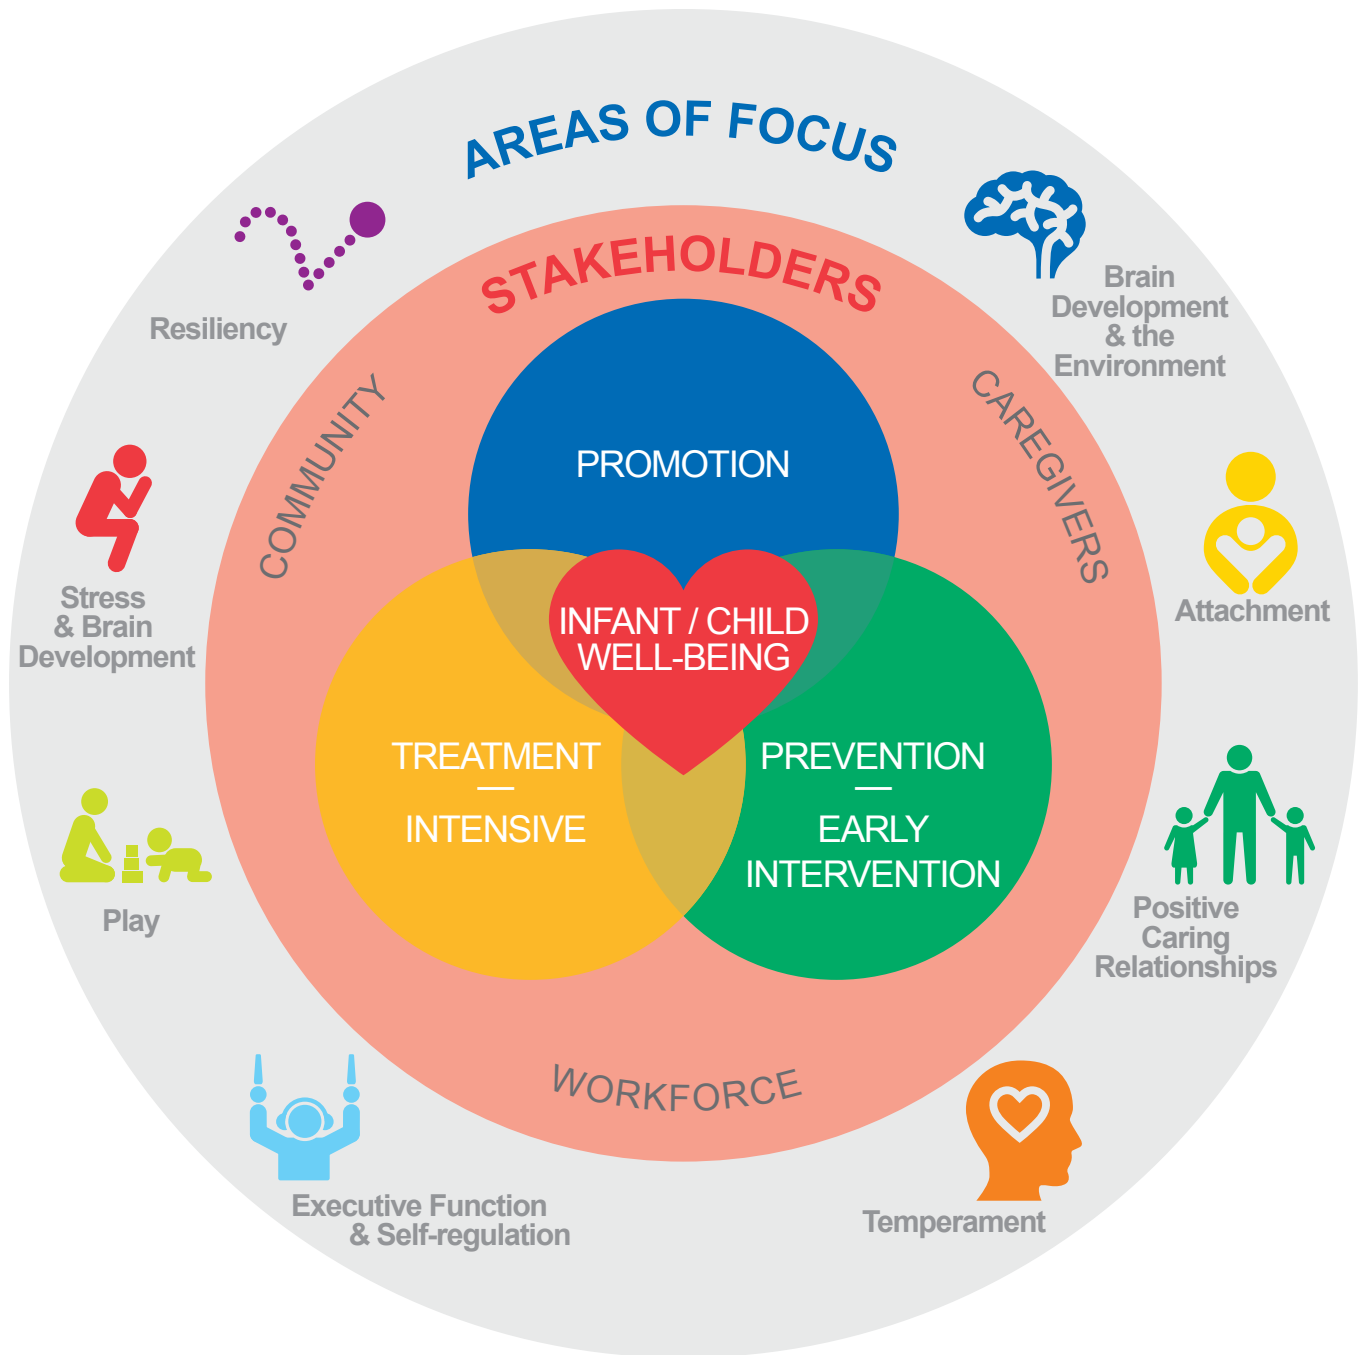 AREAS OF FOCUS
STAKEHOLDERS
Resiliency
Brain
Development
& the
Environment
COMMUNITY
CAREGIVERS
PROMOTION
Stress
& Brain
Development
Attachment
INFANT / CHILD
WELL-BEING
TREATMENT
—
INTENSIVE
PREVENTION
—
EARLY
INTERVENTION
Play
Positive
Caring
Relationships
WORKFORCE
Executive Function
& Self-regulation
Temperament